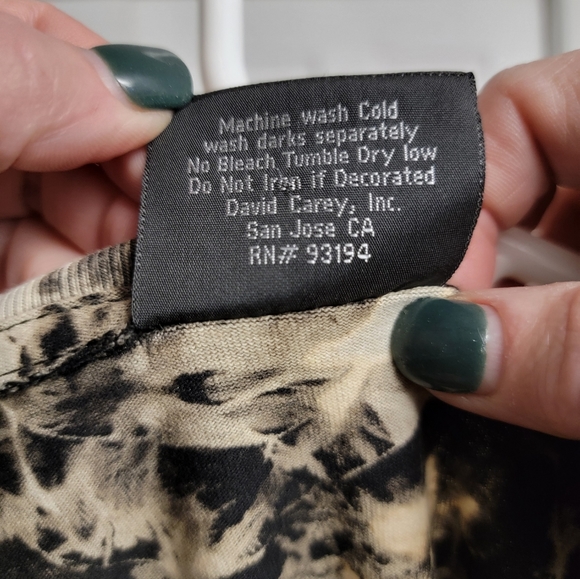 Machine wash Cold
wash darks separately
No Bleach Tumble Dry low
Do Not Iron if Decorated
David Carey, Inc.
San Jose CA
RN# 93194